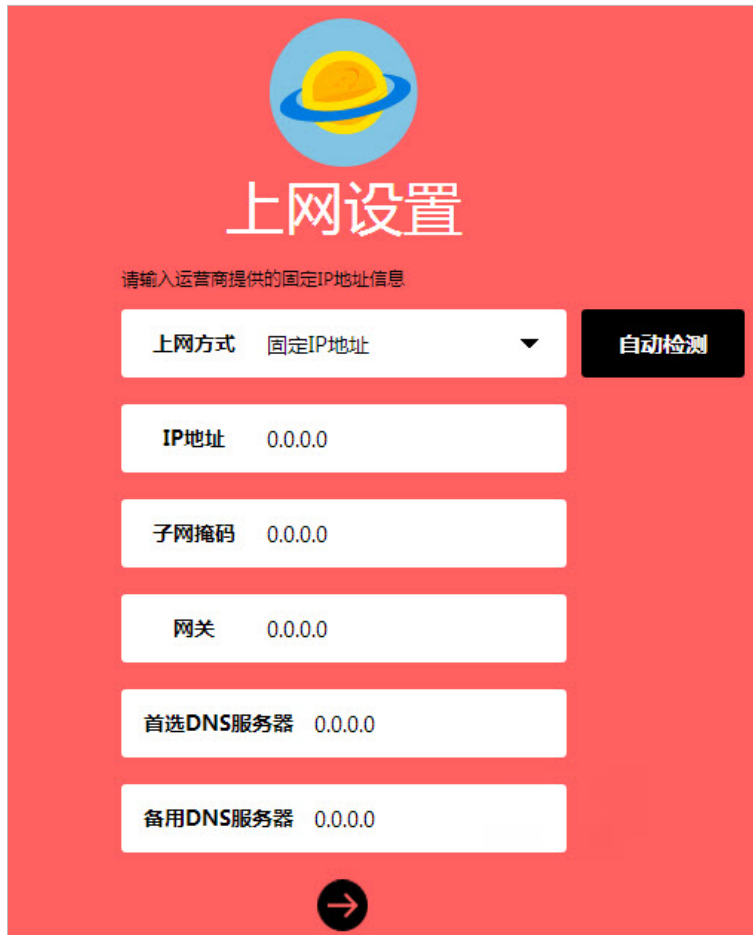 上网设置
请输入运营商提供的固定IP地址信息
上网方式 固定IP地址 自动检测
IP地址 0.0.0.0
子网掩码 0.0.0.0
网关 0.0.0.0
首选DNS服务器 0.0.0.0
备用DNS服务器 0.0.0.0